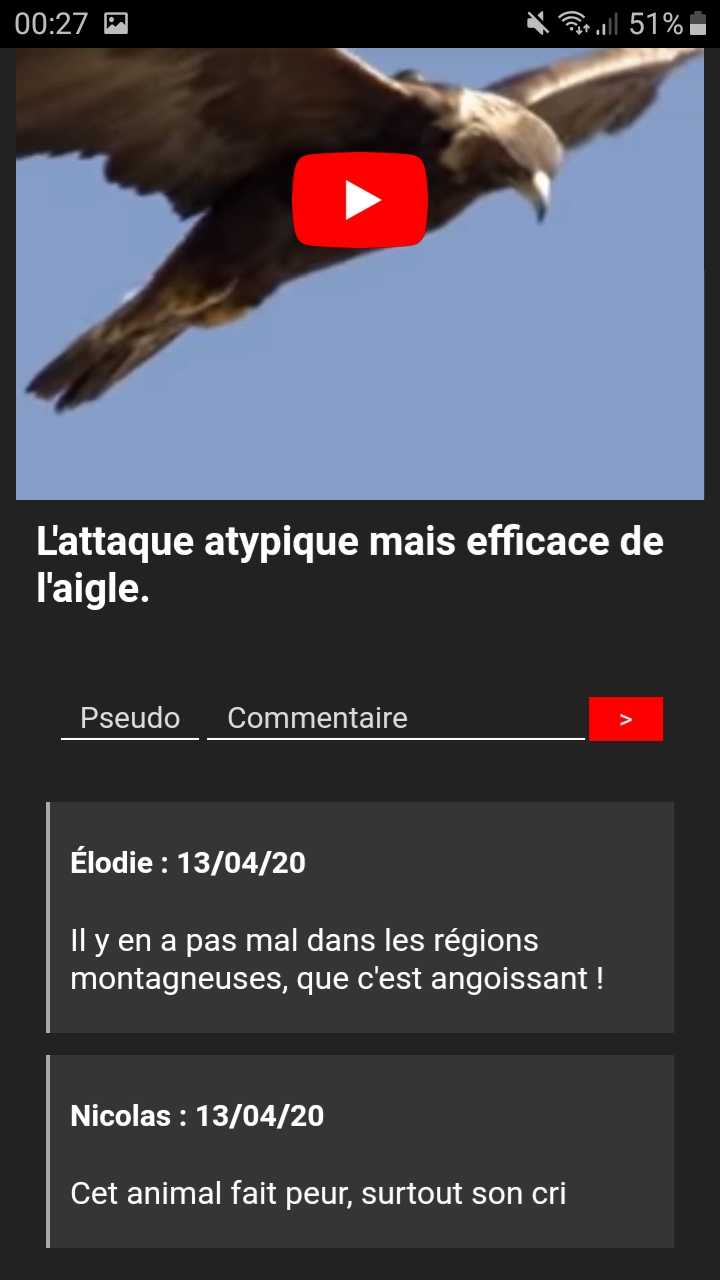 00:27 51%
L'attaque atypique mais efficace de
l'aigle.
Pseudo Commentaire >
Élodie : 13/04/20
Il y en a pas mal dans les régions
montagneuses, que c'est angoissant !
Nicolas : 13/04/20
Cet animal fait peur, surtout son cri